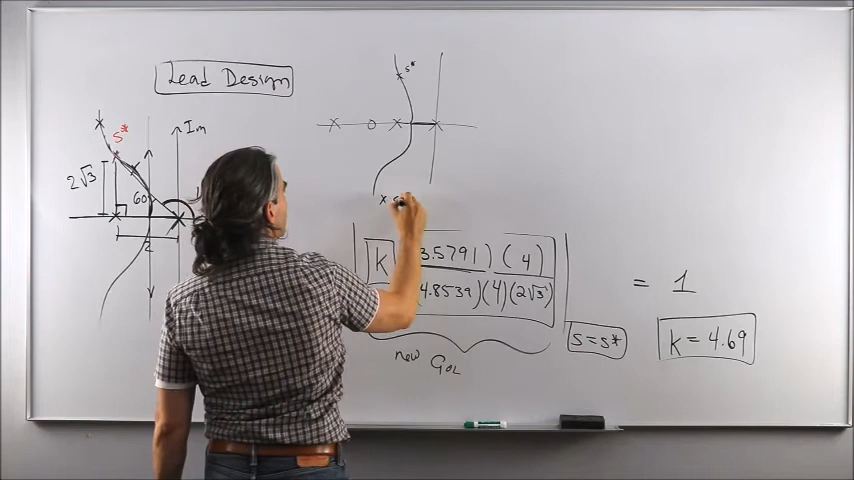 Lead Design
s*
Im
s*
2√3
60
2
K 3.5791) (4)
4.8539)(4)(2√3)
= 1
s=s*
K = 4.69
new GOL